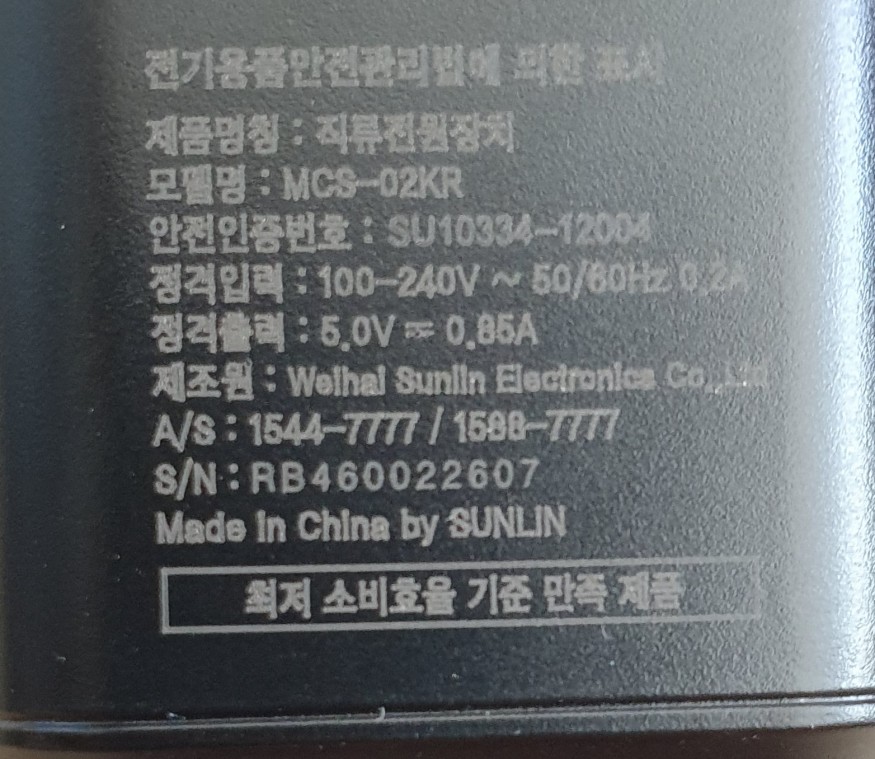 전기용품안전관리법에 의한 표시
제품명칭 : 직류전원장치
모델명 : MCS-02KR
안전인증번호 : SU10334-12004
정격입력 : 100-240V ~ 50/60Hz 0.2A
정격출력 : 5.0V ⎓ 0.85A
제조원 : Weihai Sunlin Electronics Co.,Ltd
A/S : 1544-7777 / 1588-7777
S/N : RB460022607
Made in China by SUNLIN
최저 소비효율 기준 만족 제품